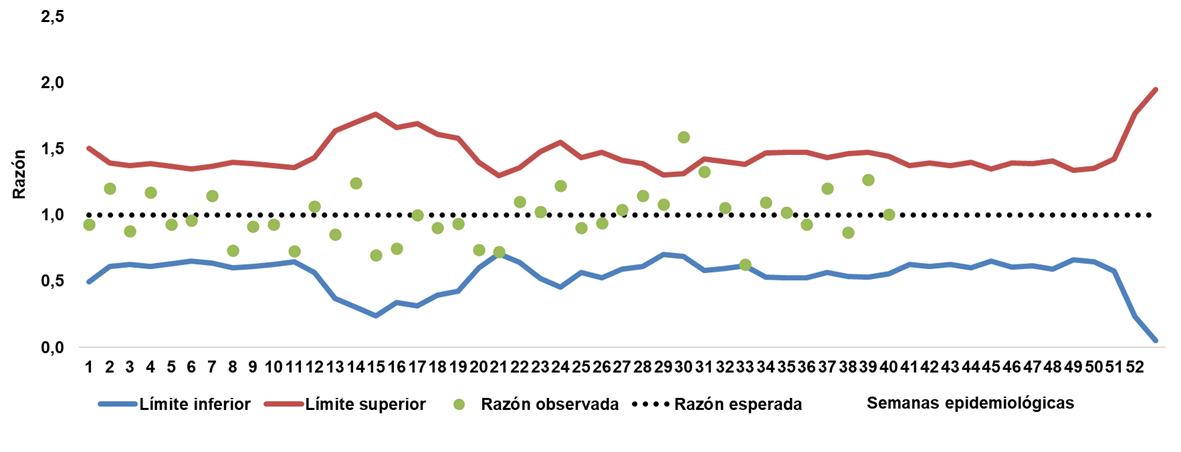 2,5
2,0
1,5
1,0
0,5
0,0
Razón
1 2 3 4 5 6 7 8 9 10 11 12 13 14 15 16 17 18 19 20 21 22 23 24 25 26 27 28 29 30 31 32 33 34 35 36 37 38 39 40 41 42 43 44 45 46 47 48 49 50 51 52
Límite inferior Límite superior Razón observada Razón esperada Semanas epidemiológicas